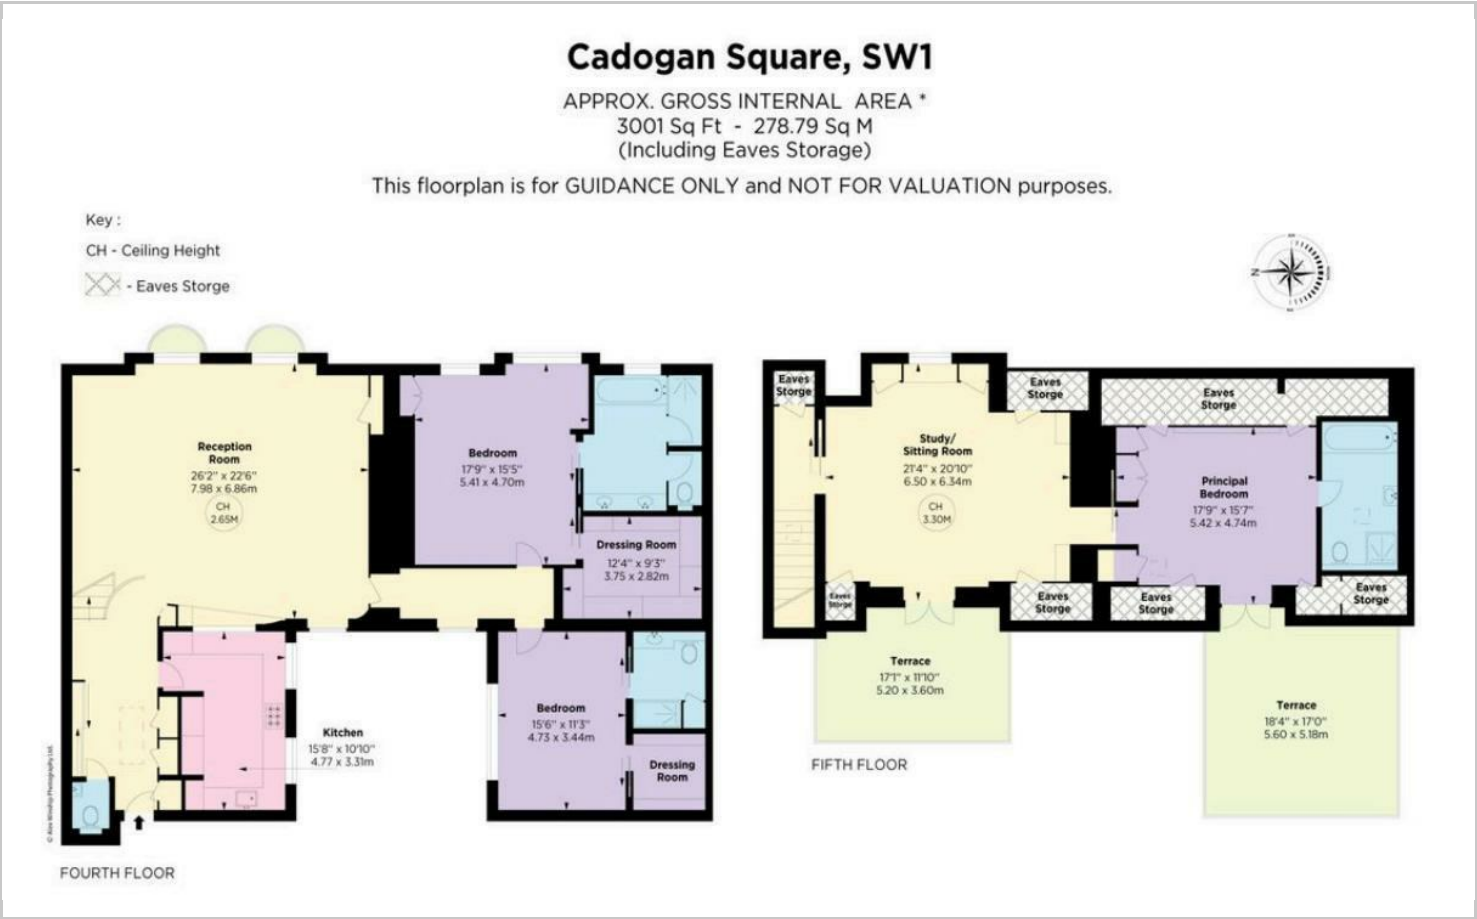 Cadogan Square, SW1
APPROX. GROSS INTERNAL AREA *
3001 Sq Ft - 278.79 Sq M
(Including Eaves Storage)
This floorplan is for GUIDANCE ONLY and NOT FOR VALUATION purposes.
Key :
CH - Ceiling Height
- Eaves Storge
N
Reception
Room
26'2" x 22'6"
7.98 x 6.86m
CH
2.65M
Bedroom
17'9" x 15'5"
5.41 x 4.70m
Dressing Room
12'4" x 9'3"
3.75 x 2.82m
Kitchen
15'8" x 10'10"
4.77 x 3.31m
Bedroom
15'6" x 11'3"
4.73 x 3.44m
Dressing
Room
© Alex Winship Photography Ltd.
FOURTH FLOOR
Eaves
Storge
Study/
Sitting Room
21'4" x 20'10"
6.50 x 6.34m
CH
3.30M
Eaves
Storge
Eaves
Storge
Principal
Bedroom
17'9" x 15'7"
5.42 x 4.74m
Eaves
Storge
Eaves
Storge
Eaves
Storge
Eaves
Storge
Terrace
17'1" x 11'10"
5.20 x 3.60m
Terrace
18'4" x 17'0"
5.60 x 5.18m
FIFTH FLOOR